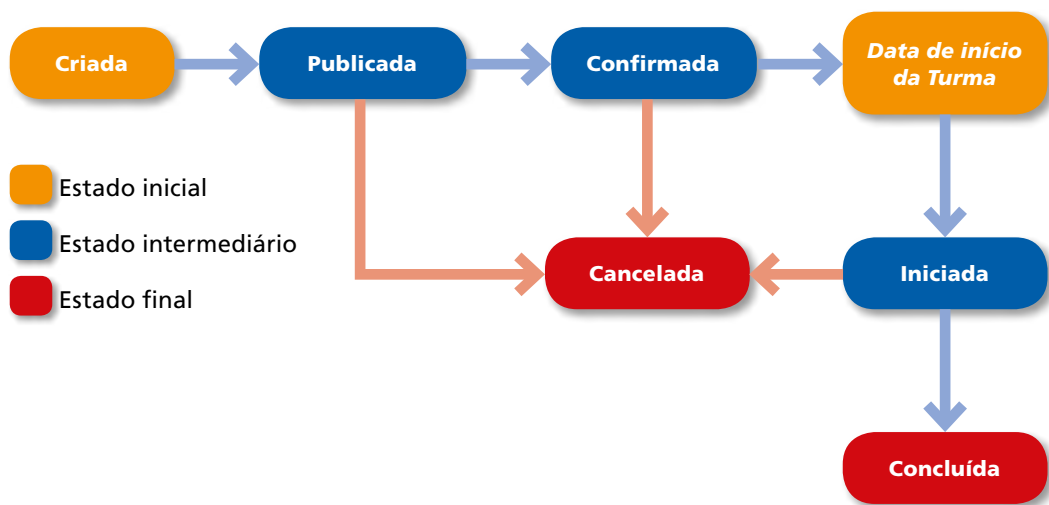 Criada
Publicada
Confirmada
Data de início
da Turma
Estado inicial
Estado intermediário
Estado final
Cancelada
Iniciada
Concluída